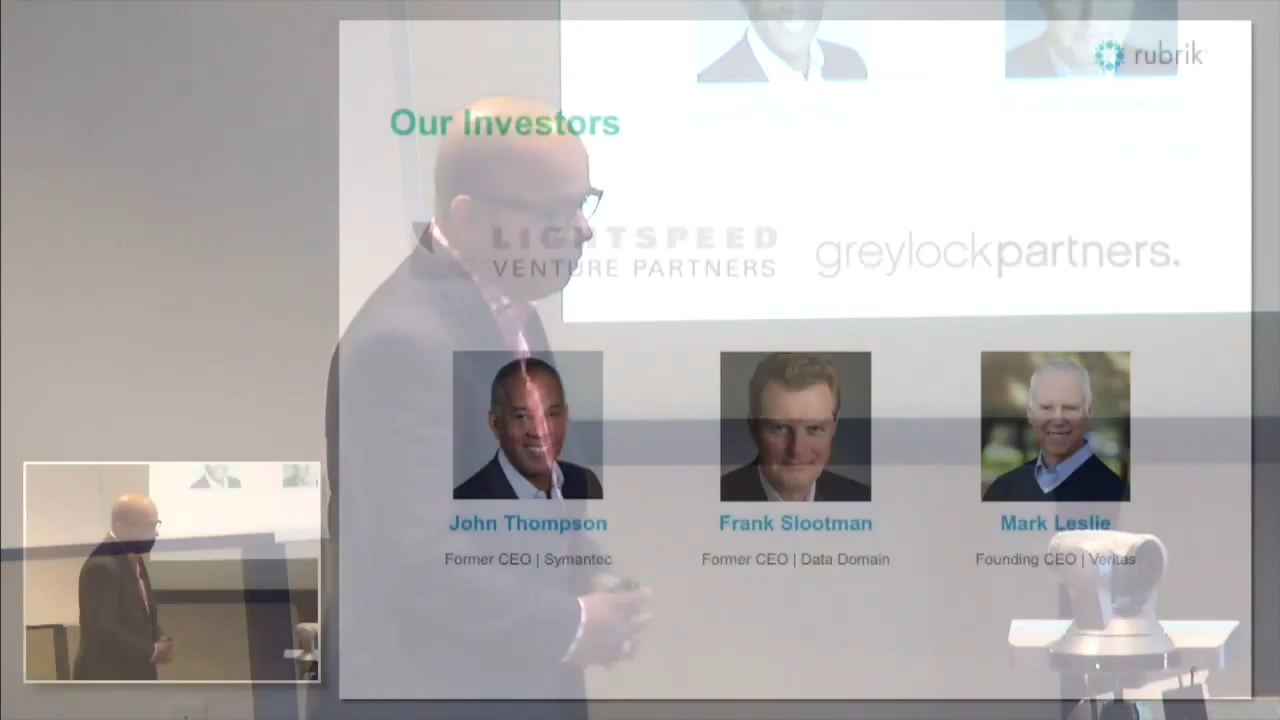 rubrik
Our Investors
LIGHTSPEED
VENTURE PARTNERS
greylockpartners.
John Thompson
Frank Slootman
Mark Leslie
Former CEO | Symantec
Former CEO | Data Domain
Founding CEO | Veritas